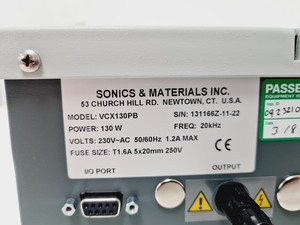 SONICS & MATERIALS INC.
53 CHURCH HILL RD. NEWTOWN, CT. U.S.A.
MODEL: VCX130PB S/N: 131166Z-11-22
POWER: 130 W FREQ: 20kHz
VOLTS: 230V~AC 50/60Hz 1.2A MAX
FUSE SIZE: T1.6A 5x20mm 250V
I/O PORT OUTPUT
PASSE